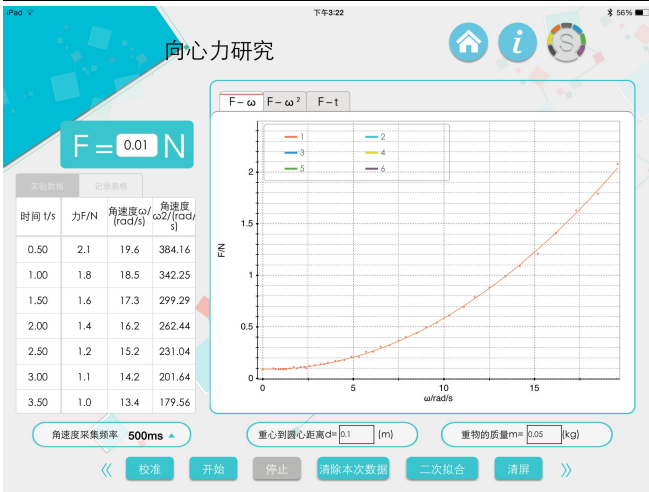 iPad 下午3:22 56%
向心力研究
i S
F= 0.01 N
F-ω F-ω² F-t
实验数据 记录表格
时间 t/s 力F/N 角速度ω/(rad/s) 角速度ω2/(rad/s)
0.50 2.1 19.6 384.16
1.00 1.8 18.5 342.25
1.50 1.6 17.3 299.29
2.00 1.4 16.2 262.44
2.50 1.2 15.2 231.04
3.00 1.1 14.2 201.64
3.50 1.0 13.4 179.56
1 2
3 4
5 6
F/N
2
1.5
1
0.5
0
0 5 10 15
ω/rad/s
角速度采集频率 500ms
重心到圆心距离d= 0.1 (m)
重物的质量m= 0.05 (kg)
《 校准 开始 停止 清除本次数据 二次拟合 清屏 》